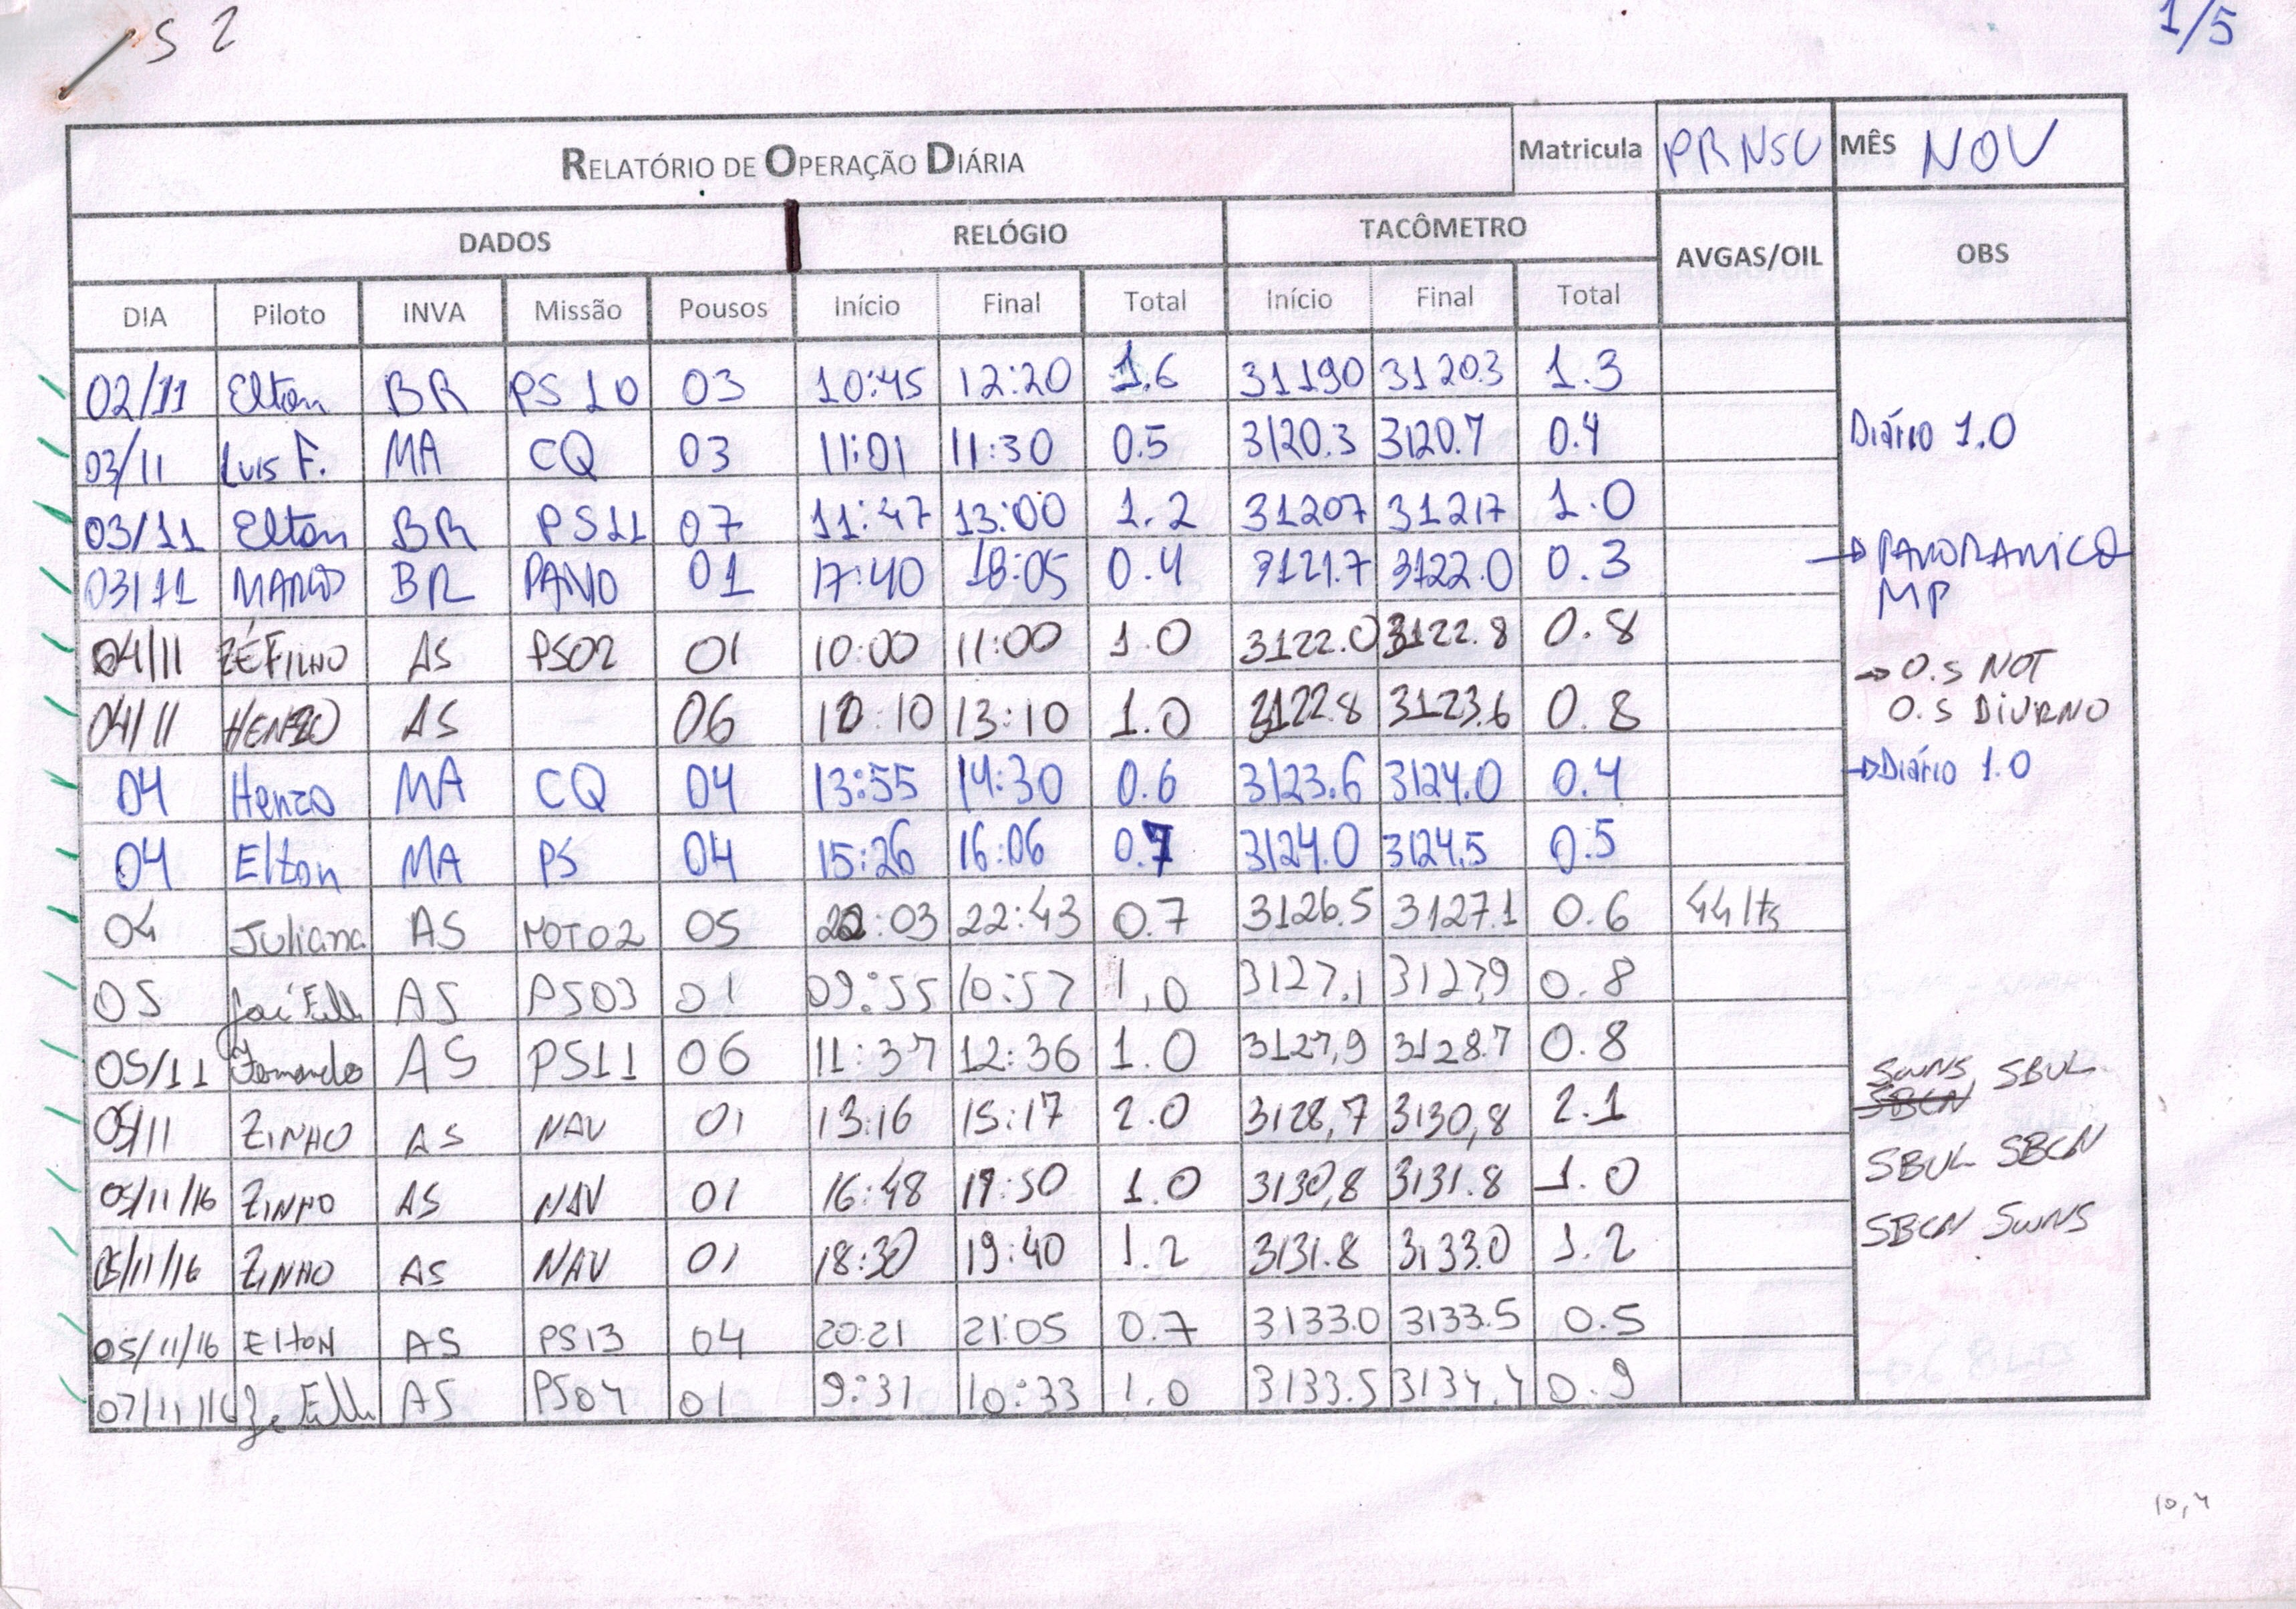 S 2
1/5
RELATÓRIO DE OPERAÇÃO DIÁRIA Matricula PRNSU MÊS NOV
DADOS RELÓGIO TACÔMETRO AVGAS/OIL OBS
DIA Piloto INVA Missão Pousos Início Final Total Início Final Total
02/11 Elton BR PS10 03 10:45 12:20 1.6 31190 31203 1.3
03/11 Luis F. MA CQ 03 11:01 11:30 0.5 3120.3 3120.7 0.4 Diário 1.0
03/11 Elton BR PS11 07 11:47 13:00 1.2 31207 31217 1.0
03/11 MARCOS BR PANO 01 17:40 18:05 0.4 3121.7 3122.0 0.3 → PANORAMICO
MP
04/11 ZÉ FILHO AS PS02 01 10:00 11:00 1.0 3122.0 3122.8 0.8 → 0.5 NOT
04/11 HENZO AS 06 12:10 13:10 1.0 3122.8 3123.6 0.8 0.5 DIURNO
04 Henzo MA CQ 04 13:55 14:30 0.6 3123.6 3124.0 0.4 → Diário 1.0
04 Elton MA PS 04 15:26 16:06 0.7 3124.0 3124.5 0.5
04 Juliana AS NOT02 05 22:03 22:43 0.7 3126.5 3127.1 0.6 44 lts
05 José Filho AS PS03 01 09:55 10:57 1,0 3127,1 3127,9 0.8
05/11 Fernando AS PS11 06 11:37 12:36 1.0 3127,9 3128.7 0.8
05/11 ZINHO AS NAV 01 13:16 15:17 2.0 3128,7 3130,8 2.1 SWNS SBCN SBUL
05/11/16 ZINHO AS NAV 01 16:48 17:50 1.0 3130,8 3131.8 1.0 SBUL SBCN
05/11/16 ZINHO AS NAV 01 18:30 19:40 1.2 3131.8 3133.0 1.2 SBCN SWNS
05/11/16 ElTON AS PS13 04 20:21 21:05 0.7 3133.0 3133.5 0.5
07/11/16 Ze Filho AS PS04 01 9:31 10:33 1.0 3133.5 3134,4 0.9
10,4